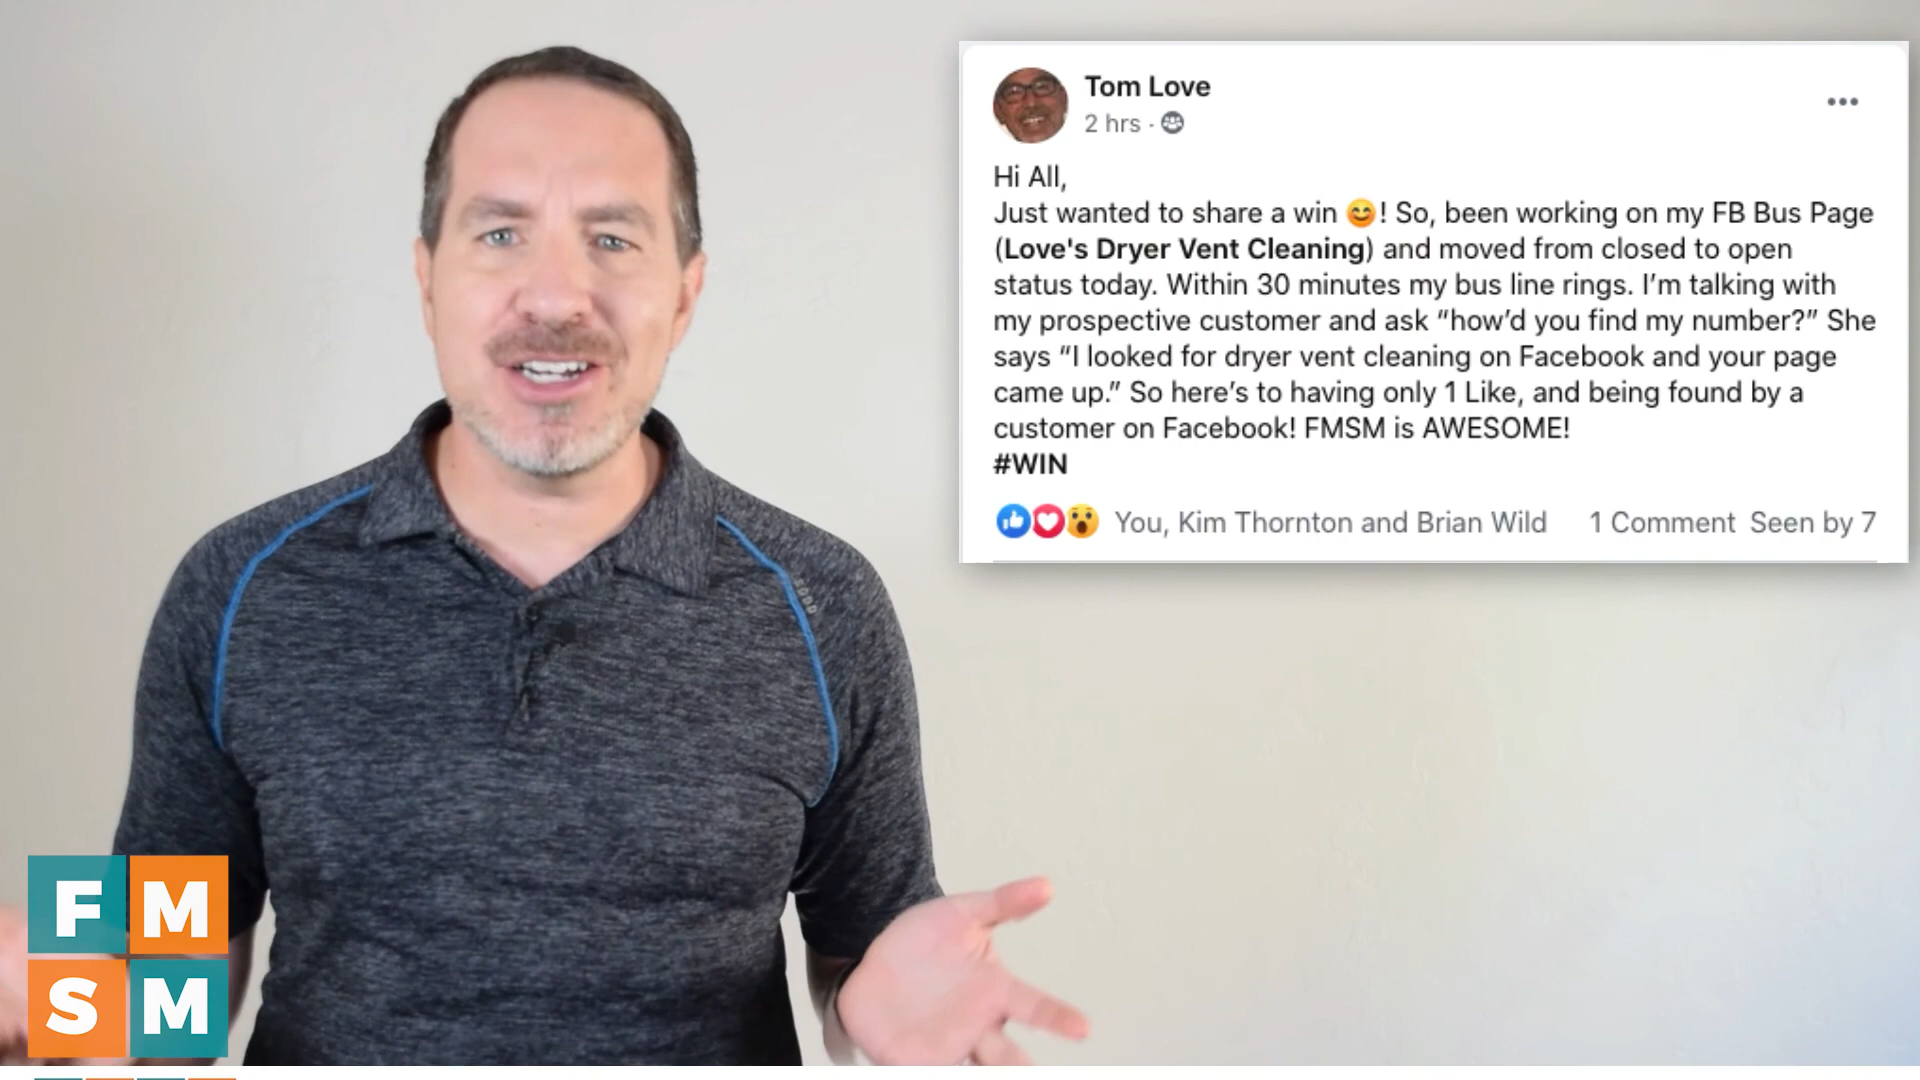 Tom Love
2 hrs ·
Hi All,
Just wanted to share a win 😊! So, been working on my FB Bus Page
(Love's Dryer Vent Cleaning) and moved from closed to open
status today. Within 30 minutes my bus line rings. I’m talking with
my prospective customer and ask “how’d you find my number?” She
says “I looked for dryer vent cleaning on Facebook and your page
came up.” So here’s to having only 1 Like, and being found by a
customer on Facebook! FMSM is AWESOME!
#WIN
You, Kim Thornton and Brian Wild 1 Comment Seen by 7
F M
S M